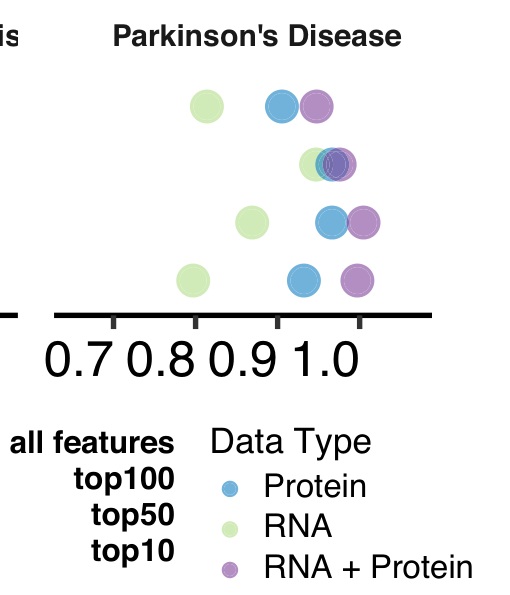 is
Parkinson's Disease
0.7 0.8 0.9 1.0
all features
top100
top50
top10
Data Type
Protein
RNA
RNA + Protein